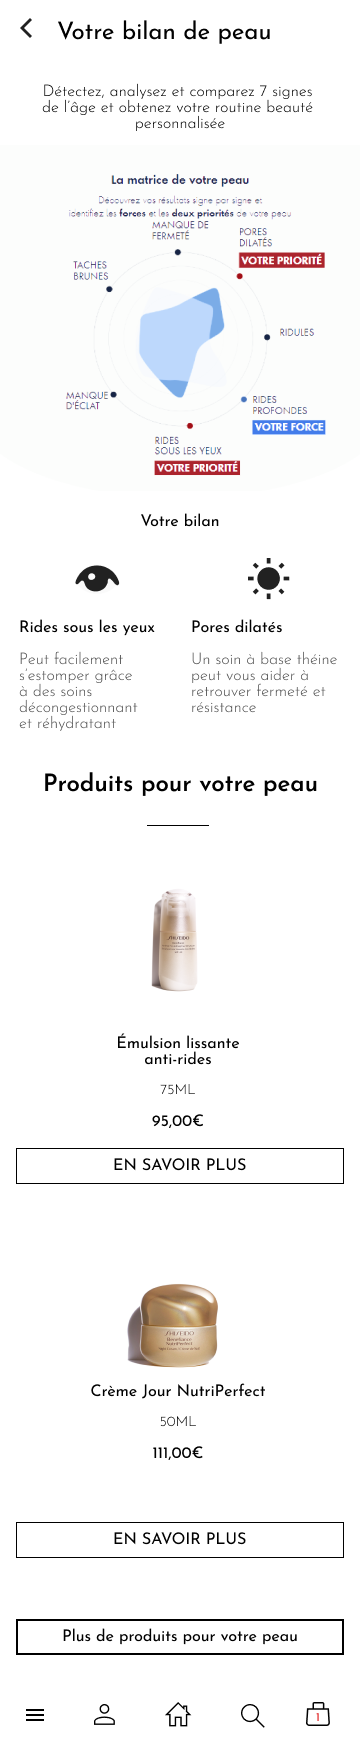 Votre bilan de peau
Détectez, analysez et comparez 7 signes
de l'âge et obtenez votre routine beauté
personnalisée
La matrice de votre peau
Découvrez vos résultats signe par signe et
identifiez les forces et les deux priorités de votre peau
MANQUE DE
FERMETÉ
PORES
DILATÉS
VOTRE PRIORITÉ
TACHES
BRUNES
RIDULES
MANQUE
D'ÉCLAT
RIDES
PROFONDES
VOTRE FORCE
RIDES
SOUS LES YEUX
VOTRE PRIORITÉ
Votre bilan
Rides sous les yeux
Peut facilement
s'estomper grâce
à des soins
décongestionnant
et réhydratant
Pores dilatés
Un soin à base théine
peut vous aider à
retrouver fermeté et
résistance
Produits pour votre peau
SHISEIDO
Émulsion lissante
anti-rides
75ML
95,00€
EN SAVOIR PLUS
SHISEIDO
Benefiance
NutriPerfect
Crème Jour NutriPerfect
50ML
111,00€
EN SAVOIR PLUS
Plus de produits pour votre peau
1